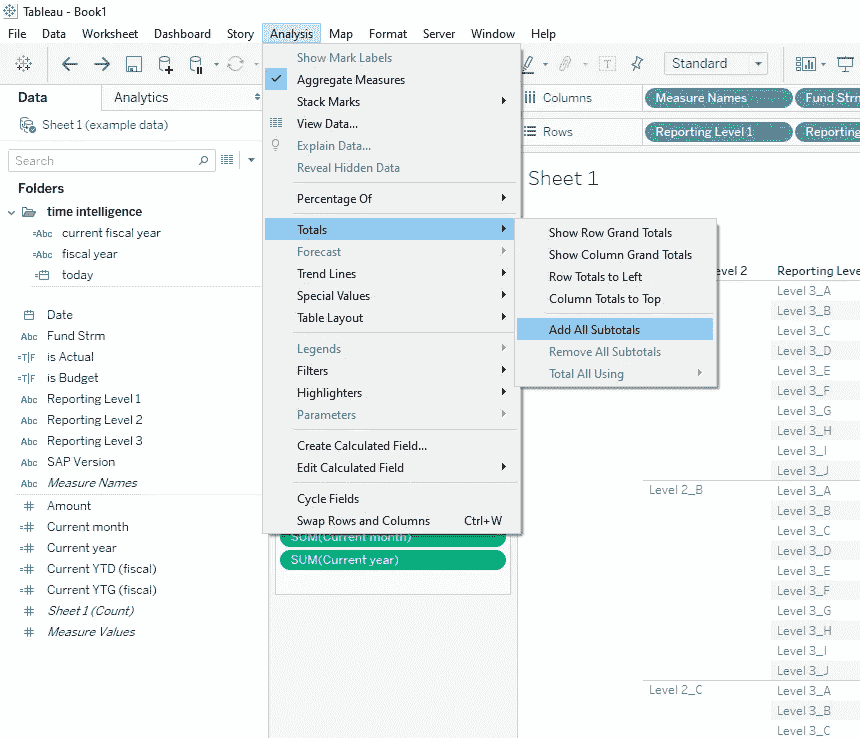 Tableau - Book1
File Data Worksheet Dashboard Story Analysis Map Format Server Window Help
Standard
Data
Analytics
Sheet 1 (example data)
Search
Folders
time intelligence
=Abc current fiscal year
=Abc fiscal year
= today
Date
Abc Fund Strm
=T|F is Actual
=T|F is Budget
Abc Reporting Level 1
Abc Reporting Level 2
Abc Reporting Level 3
Abc SAP Version
Abc Measure Names
# Amount
=# Current month
=# Current year
=# Current YTD (fiscal)
=# Current YTG (fiscal)
# Sheet 1 (Count)
# Measure Values
Show Mark Labels
Aggregate Measures
Stack Marks
View Data...
Explain Data...
Reveal Hidden Data
Percentage Of
Totals
Forecast
Trend Lines
Special Values
Table Layout
Legends
Filters
Highlighters
Parameters
Create Calculated Field...
Edit Calculated Field
Cycle Fields
Swap Rows and Columns Ctrl+W
SUM(Current month)
SUM(Current year)
Show Row Grand Totals
Show Column Grand Totals
Row Totals to Left
Column Totals to Top
Add All Subtotals
Remove All Subtotals
Total All Using
Columns Measure Names Fund Strm
Rows Reporting Level 1 Reporting
Sheet 1
evel 2 Reporting Leve
Level 3_A
Level 3_B
Level 3_C
Level 3_D
Level 3_E
Level 3_F
Level 3_G
Level 3_H
Level 3_I
Level 3_J
Level 2_B Level 3_A
Level 3_B
Level 3_C
Level 3_D
Level 3_E
Level 3_F
Level 3_G
Level 3_H
Level 3_I
Level 3_J
Level 2_C Level 3_A
Level 3_B
Level 3_C